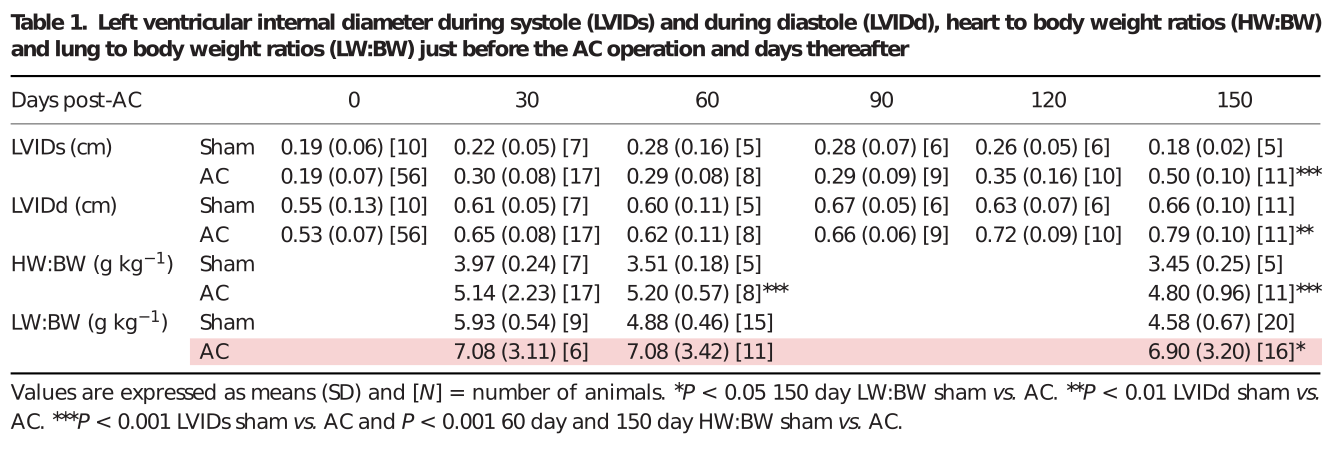 Table 1. Left ventricular internal diameter during systole (LVIDs) and during diastole (LVIDd), heart to body weight ratios (HW:BW)
and lung to body weight ratios (LW:BW) just before the AC operation and days thereafter
Days post-AC 0 30 60 90 120 150
LVIDs (cm) Sham 0.19 (0.06) [10] 0.22 (0.05) [7] 0.28 (0.16) [5] 0.28 (0.07) [6] 0.26 (0.05) [6] 0.18 (0.02) [5]
AC 0.19 (0.07) [56] 0.30 (0.08) [17] 0.29 (0.08) [8] 0.29 (0.09) [9] 0.35 (0.16) [10] 0.50 (0.10) [11]***
LVIDd (cm) Sham 0.55 (0.13) [10] 0.61 (0.05) [7] 0.60 (0.11) [5] 0.67 (0.05) [6] 0.63 (0.07) [6] 0.66 (0.10) [11]
AC 0.53 (0.07) [56] 0.65 (0.08) [17] 0.62 (0.11) [8] 0.66 (0.06) [9] 0.72 (0.09) [10] 0.79 (0.10) [11]**
HW:BW (g kg⁻¹) Sham 3.97 (0.24) [7] 3.51 (0.18) [5] 3.45 (0.25) [5]
AC 5.14 (2.23) [17] 5.20 (0.57) [8]*** 4.80 (0.96) [11]***
LW:BW (g kg⁻¹) Sham 5.93 (0.54) [9] 4.88 (0.46) [15] 4.58 (0.67) [20]
AC 7.08 (3.11) [6] 7.08 (3.42) [11] 6.90 (3.20) [16]*
Values are expressed as means (SD) and [N] = number of animals. *P < 0.05 150 day LW:BW sham vs. AC. **P < 0.01 LVIDd sham vs.
AC. ***P < 0.001 LVIDs sham vs. AC and P < 0.001 60 day and 150 day HW:BW sham vs. AC.